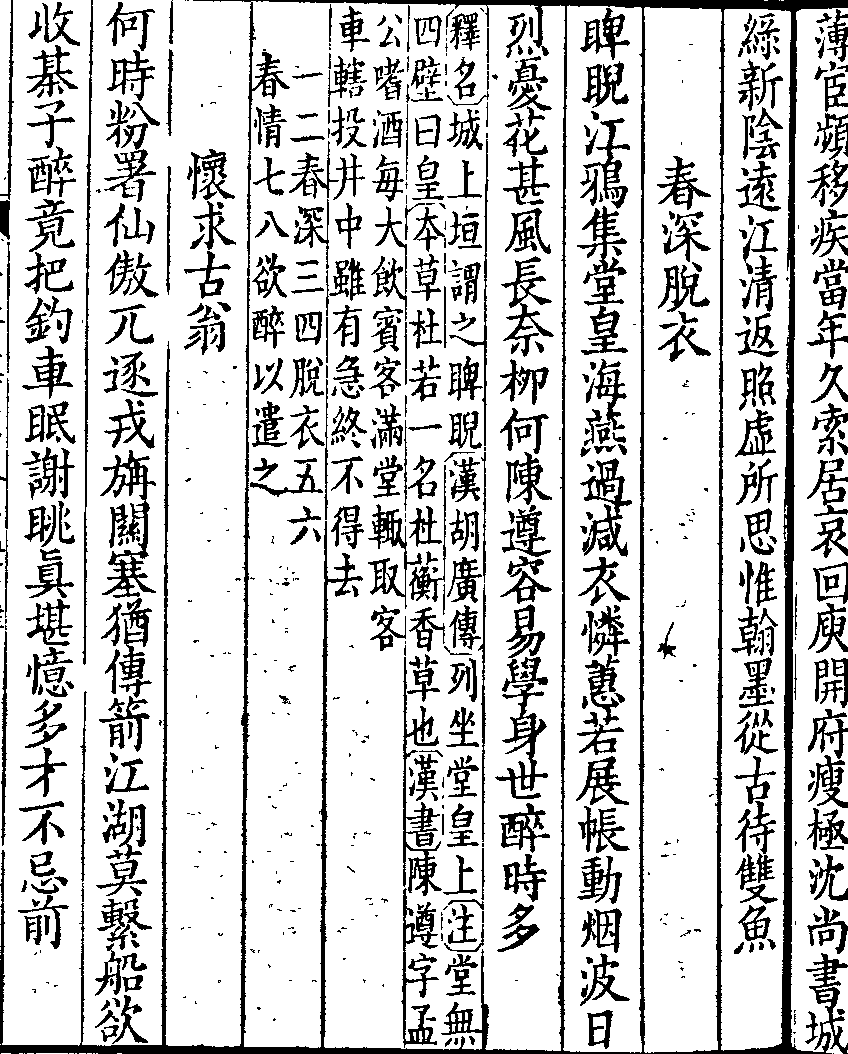 薄宦頻移疾當年久索居哀回庾開府瘦極沈尚書城
綠新陰遠江清返照虛所思惟翰墨從古待雙魚
春深脫衣
睥睨江鴉集堂皇海燕過減衣憐蕙若展帳動烟波日
烈憂花甚風長奈柳何陳遵容易學身世醉時多
釋名城上垣謂之睥睨漢胡廣傳列坐堂皇上注堂無
四壁曰皇本草杜若一名杜蘅香草也漢書陳遵字孟
公嗜酒每大飲賓客滿堂輒取客
車轄投井中雖有急終不得去
一二春深三四脫衣五六
春情七八欲醉以遣之
懷求古翁
何時粉署仙傲兀逐戎旃關塞猶傳箭江湖莫繫船欲
收棊子醉竟把釣車眠謝朓真堪憶多才不忌前